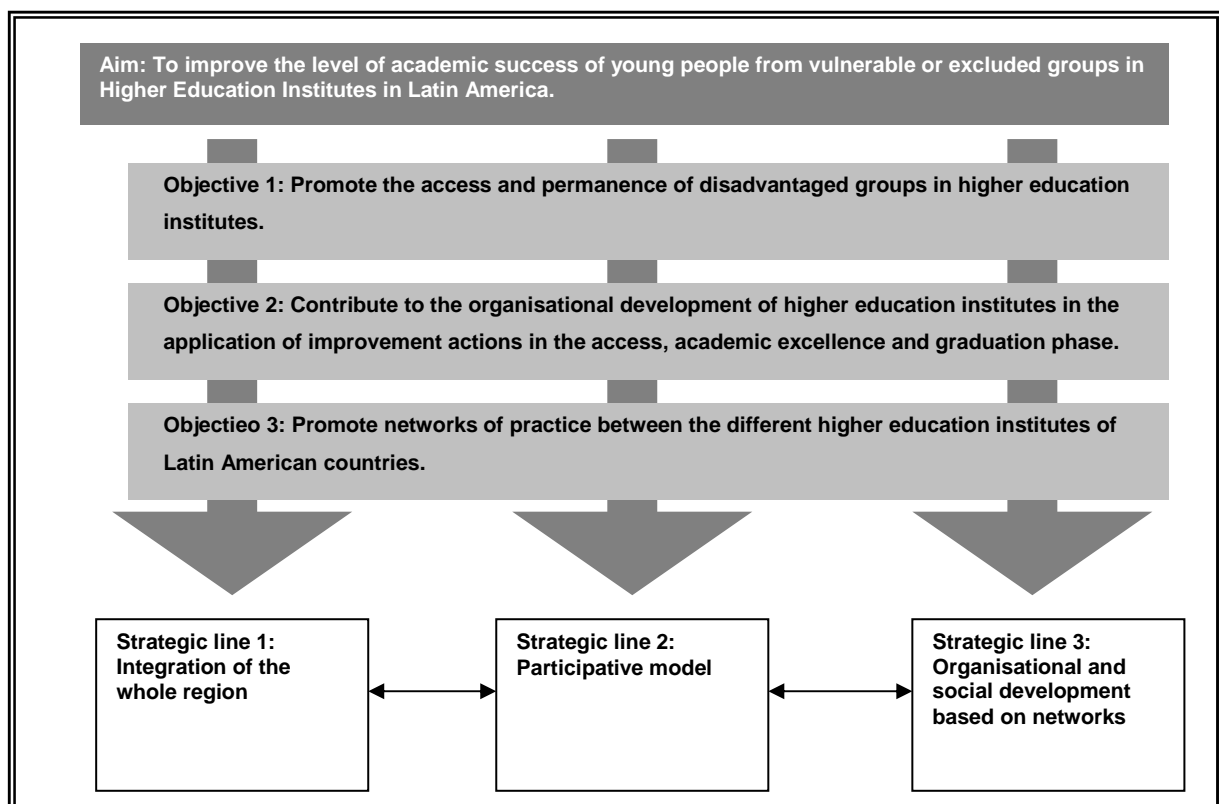 Aim: To improve the level of academic success of young people from vulnerable or excluded groups in
Higher Education Institutes in Latin America.
Objective 1: Promote the access and permanence of disadvantaged groups in higher education
institutes.
Objective 2: Contribute to the organisational development of higher education institutes in the
application of improvement actions in the access, academic excellence and graduation phase.
Objectieo 3: Promote networks of practice between the different higher education institutes of
Latin American countries.
Strategic line 1:
Integration of the
whole region
Strategic line 2:
Participative model
Strategic line 3:
Organisational and
social development
based on networks